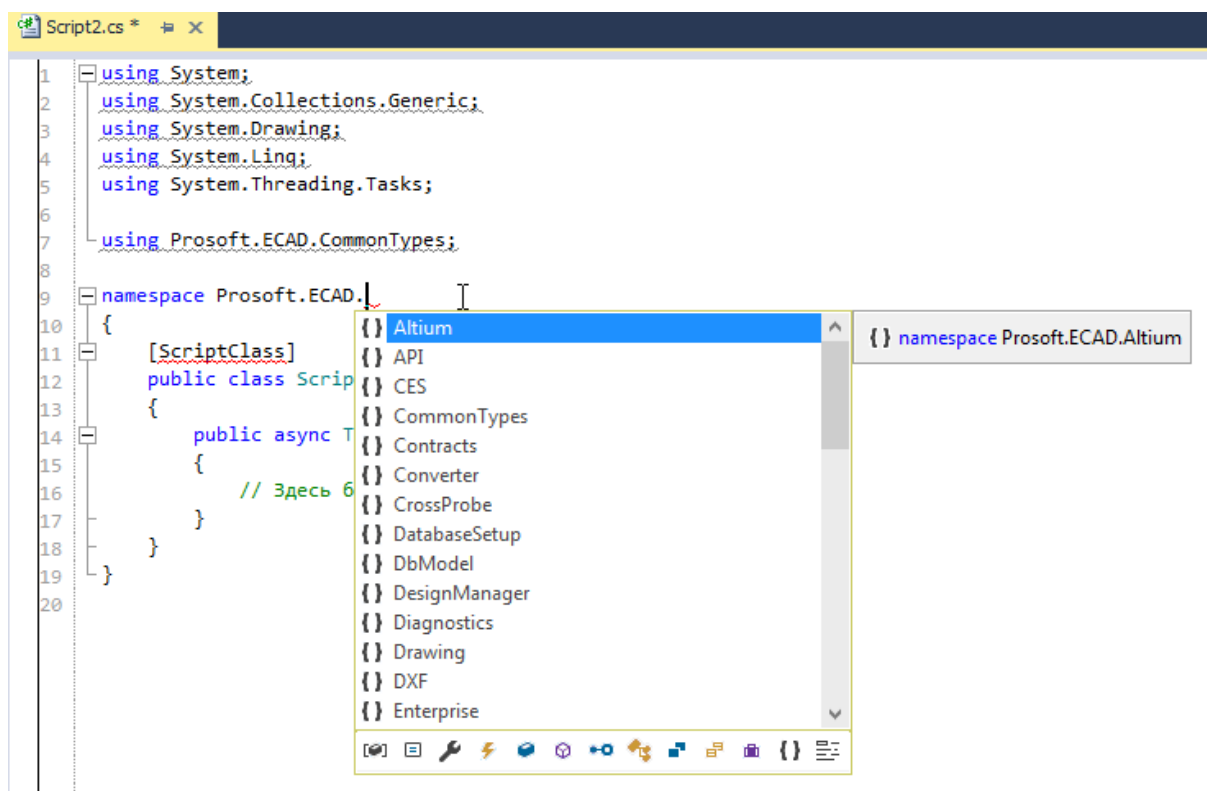 Script2.cs *
1 using System;
2 using System.Collections.Generic;
3 using System.Drawing;
4 using System.Linq;
5 using System.Threading.Tasks;
6
7 using Prosoft.ECAD.CommonTypes;
8
9 namespace Prosoft.ECAD.
10 {
11 [ScriptClass]
12 public class Scrip
13 {
14 public async T
15 {
16 // Здесь б
17 }
18 }
19 }
20
{} Altium
{} API
{} CES
{} CommonTypes
{} Contracts
{} Converter
{} CrossProbe
{} DatabaseSetup
{} DbModel
{} DesignManager
{} Diagnostics
{} Drawing
{} DXF
{} Enterprise
{} namespace Prosoft.ECAD.Altium